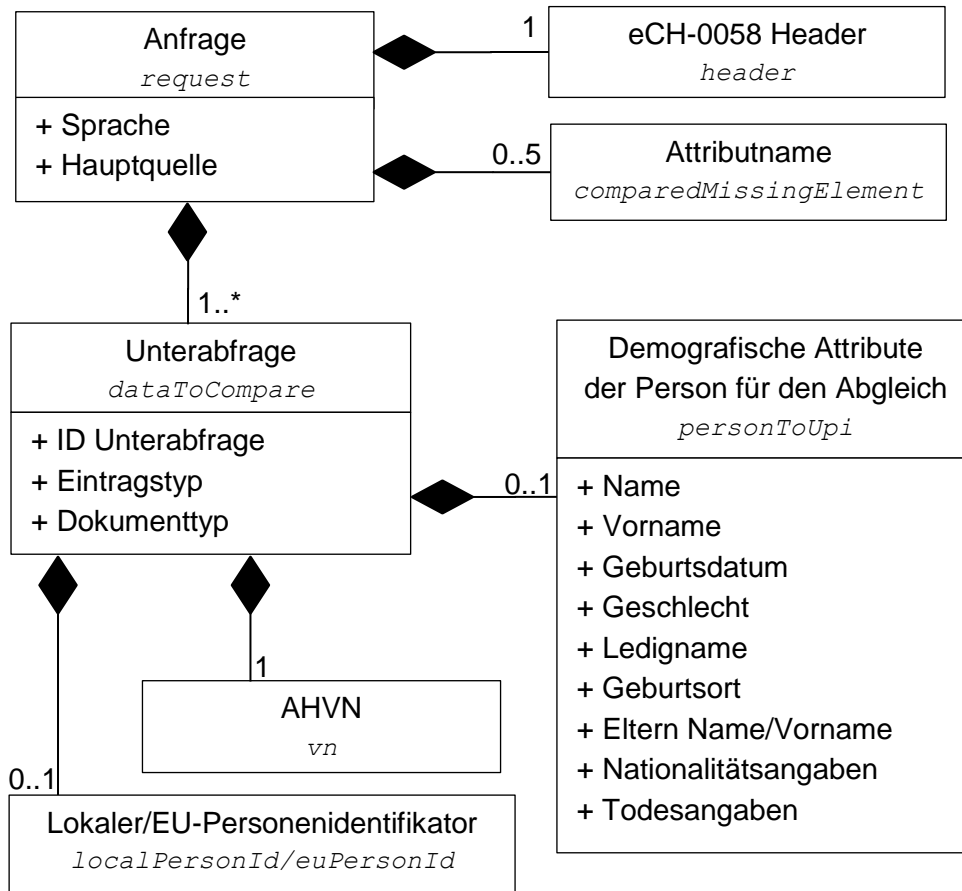 Anfrage
request
+ Sprache
+ Hauptquelle
1
eCH-0058 Header
header
0..5
Attributname
comparedMissingElement
1..*
Unterabfrage
dataToCompare
+ ID Unterabfrage
+ Eintragstyp
+ Dokumenttyp
0..1
Demografische Attribute
der Person für den Abgleich
personToUpi
+ Name
+ Vorname
+ Geburtsdatum
+ Geschlecht
+ Ledigname
+ Geburtsort
+ Eltern Name/Vorname
+ Nationalitätsangaben
+ Todesangaben
1
AHVN
vn
0..1
Lokaler/EU-Personenidentifikator
localPersonId/euPersonId